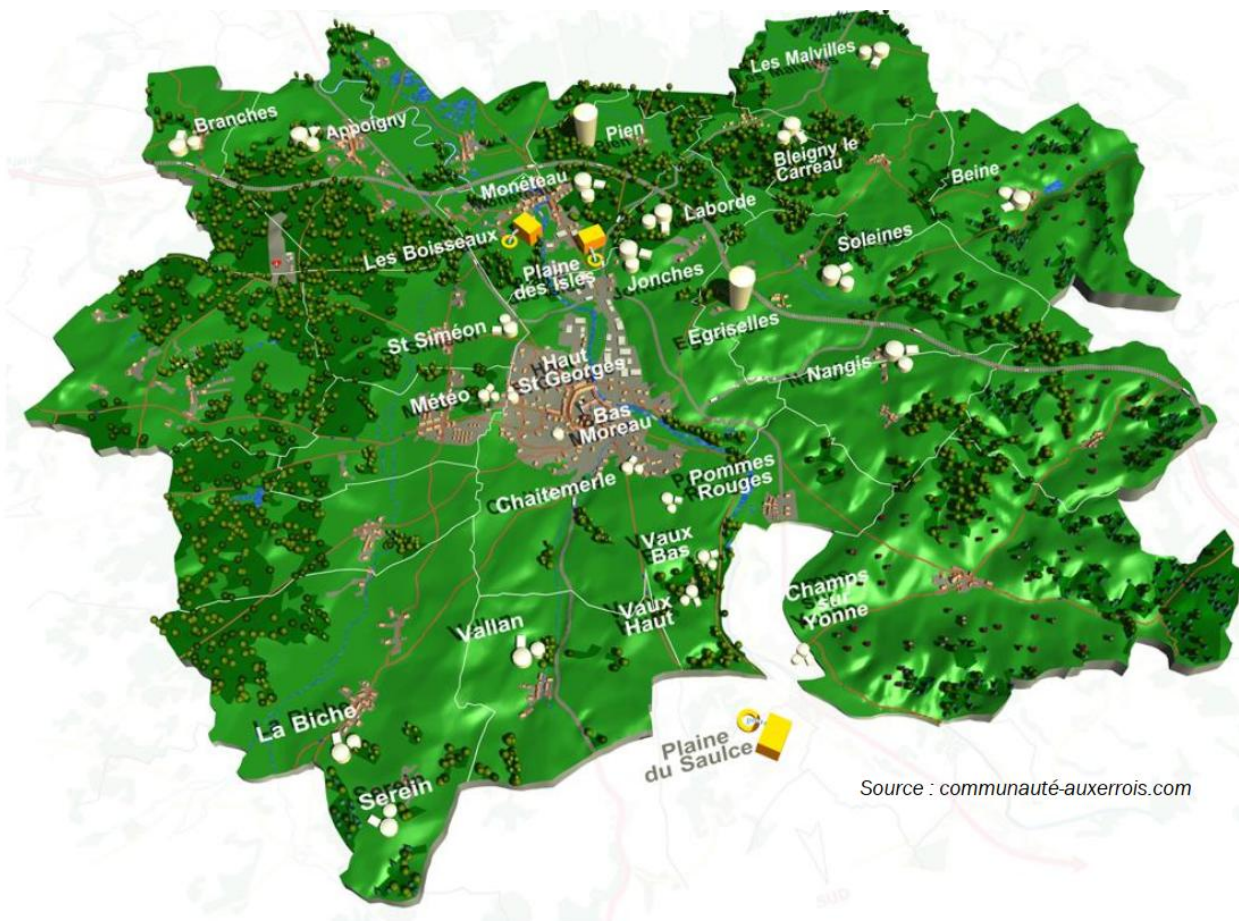 Les Malvilles
Branches
Appoigny
Pien
Bleigny le
Carreau
Beine
Monéteau
Laborde
Les Boisseaux
Soleines
Plaine
des Isles
Jonches
St Siméon
Egriselles
Haut
St Georges
Nangis
Météo
Bas
Moreau
Chaitemerle
Pommes
Rouges
Vaux
Bas
Champs
sur
Yonne
Vaux
Haut
Vallan
La Biche
Plaine
du Saulce
Serein
Source : communauté-auxerrois.com
SUD